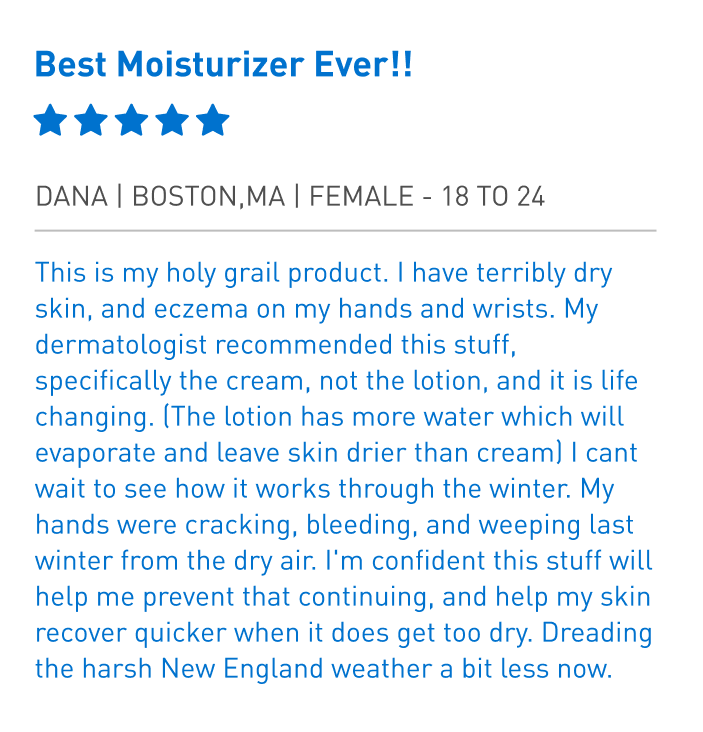 Best Moisturizer Ever!!
DANA | BOSTON,MA | FEMALE - 18 TO 24
This is my holy grail product. I have terribly dry
skin, and eczema on my hands and wrists. My
dermatologist recommended this stuff,
specifically the cream, not the lotion, and it is life
changing. (The lotion has more water which will
evaporate and leave skin drier than cream) I cant
wait to see how it works through the winter. My
hands were cracking, bleeding, and weeping last
winter from the dry air. I'm confident this stuff will
help me prevent that continuing, and help my skin
recover quicker when it does get too dry. Dreading
the harsh New England weather a bit less now.